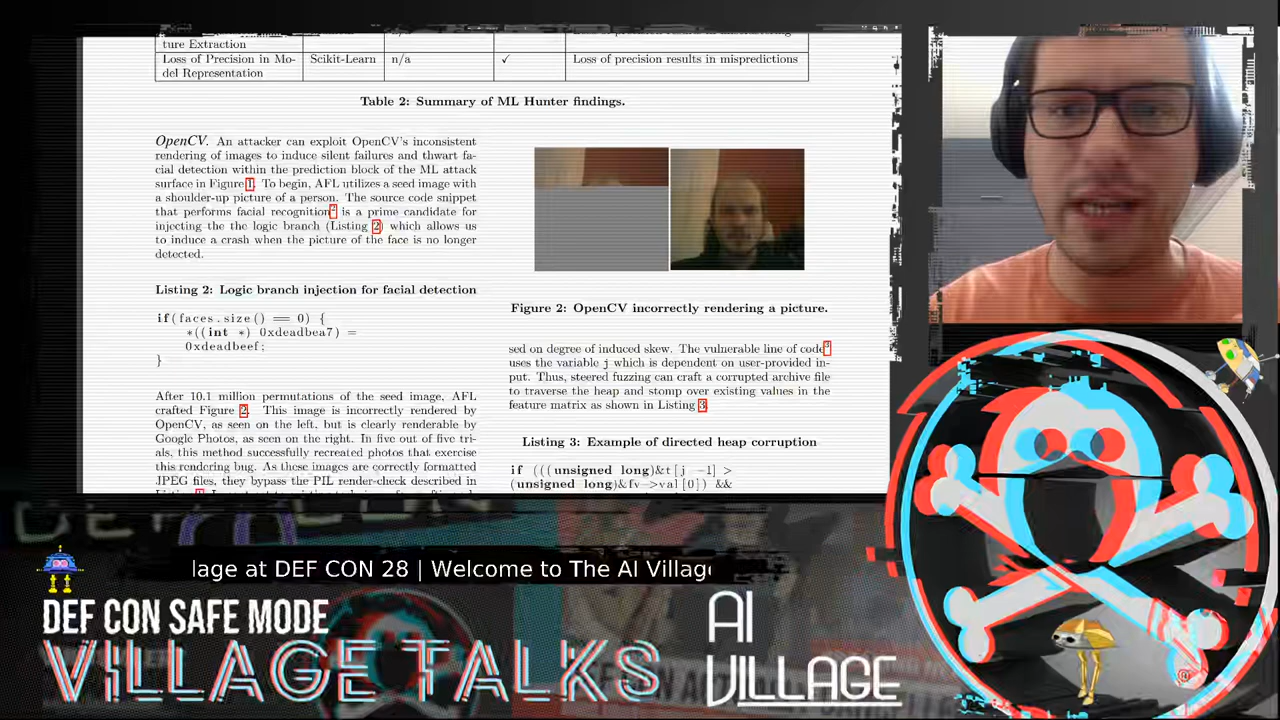 ture Extraction
Loss of Precision in Mo-
del Representation
Scikit-Learn
n/a
✓
Loss of precision results in mispredictions
Table 2: Summary of ML Hunter findings.
OpenCV. An attacker can exploit OpenCV's inconsistent
rendering of images to induce silent failures and thwart fa-
cial detection within the prediction block of the ML attack
surface in Figure 1. To begin, AFL utilizes a seed image with
a shoulder-up picture of a person. The source code snippet
that performs facial recognition2 is a prime candidate for
injecting the the logic branch (Listing 2) which allows us
to induce a crash when the picture of the face is no longer
detected.
Listing 2: Logic branch injection for facial detection
if(faces.size() == 0) {
*((int *) 0xdeadbea7) =
0xdeadbeef;
}
After 10.1 million permutations of the seed image, AFL
crafted Figure 2. This image is incorrectly rendered by
OpenCV, as seen on the left, but is clearly renderable by
Google Photos, as seen on the right. In five out of five tri-
als, this method successfully recreated photos that exercise
this rendering bug. As these images are correctly formatted
JPEG files, they bypass the PIL render-check described in
Figure 2: OpenCV incorrectly rendering a picture.
sed on degree of induced skew. The vulnerable line of code3
uses the variable j which is dependent on user-provided in-
put. Thus, steered fuzzing can craft a corrupted archive file
to traverse the heap and stomp over existing values in the
feature matrix as shown in Listing 3.
Listing 3: Example of directed heap corruption
if (((unsigned long)&t[j -1] >
(unsigned long)&fv->val[0]) &&
lage at DEF CON 28 | Welcome to The AI Villag
DEF CON SAFE MODE
VILLAGE TALKS
AI
VILLAGE